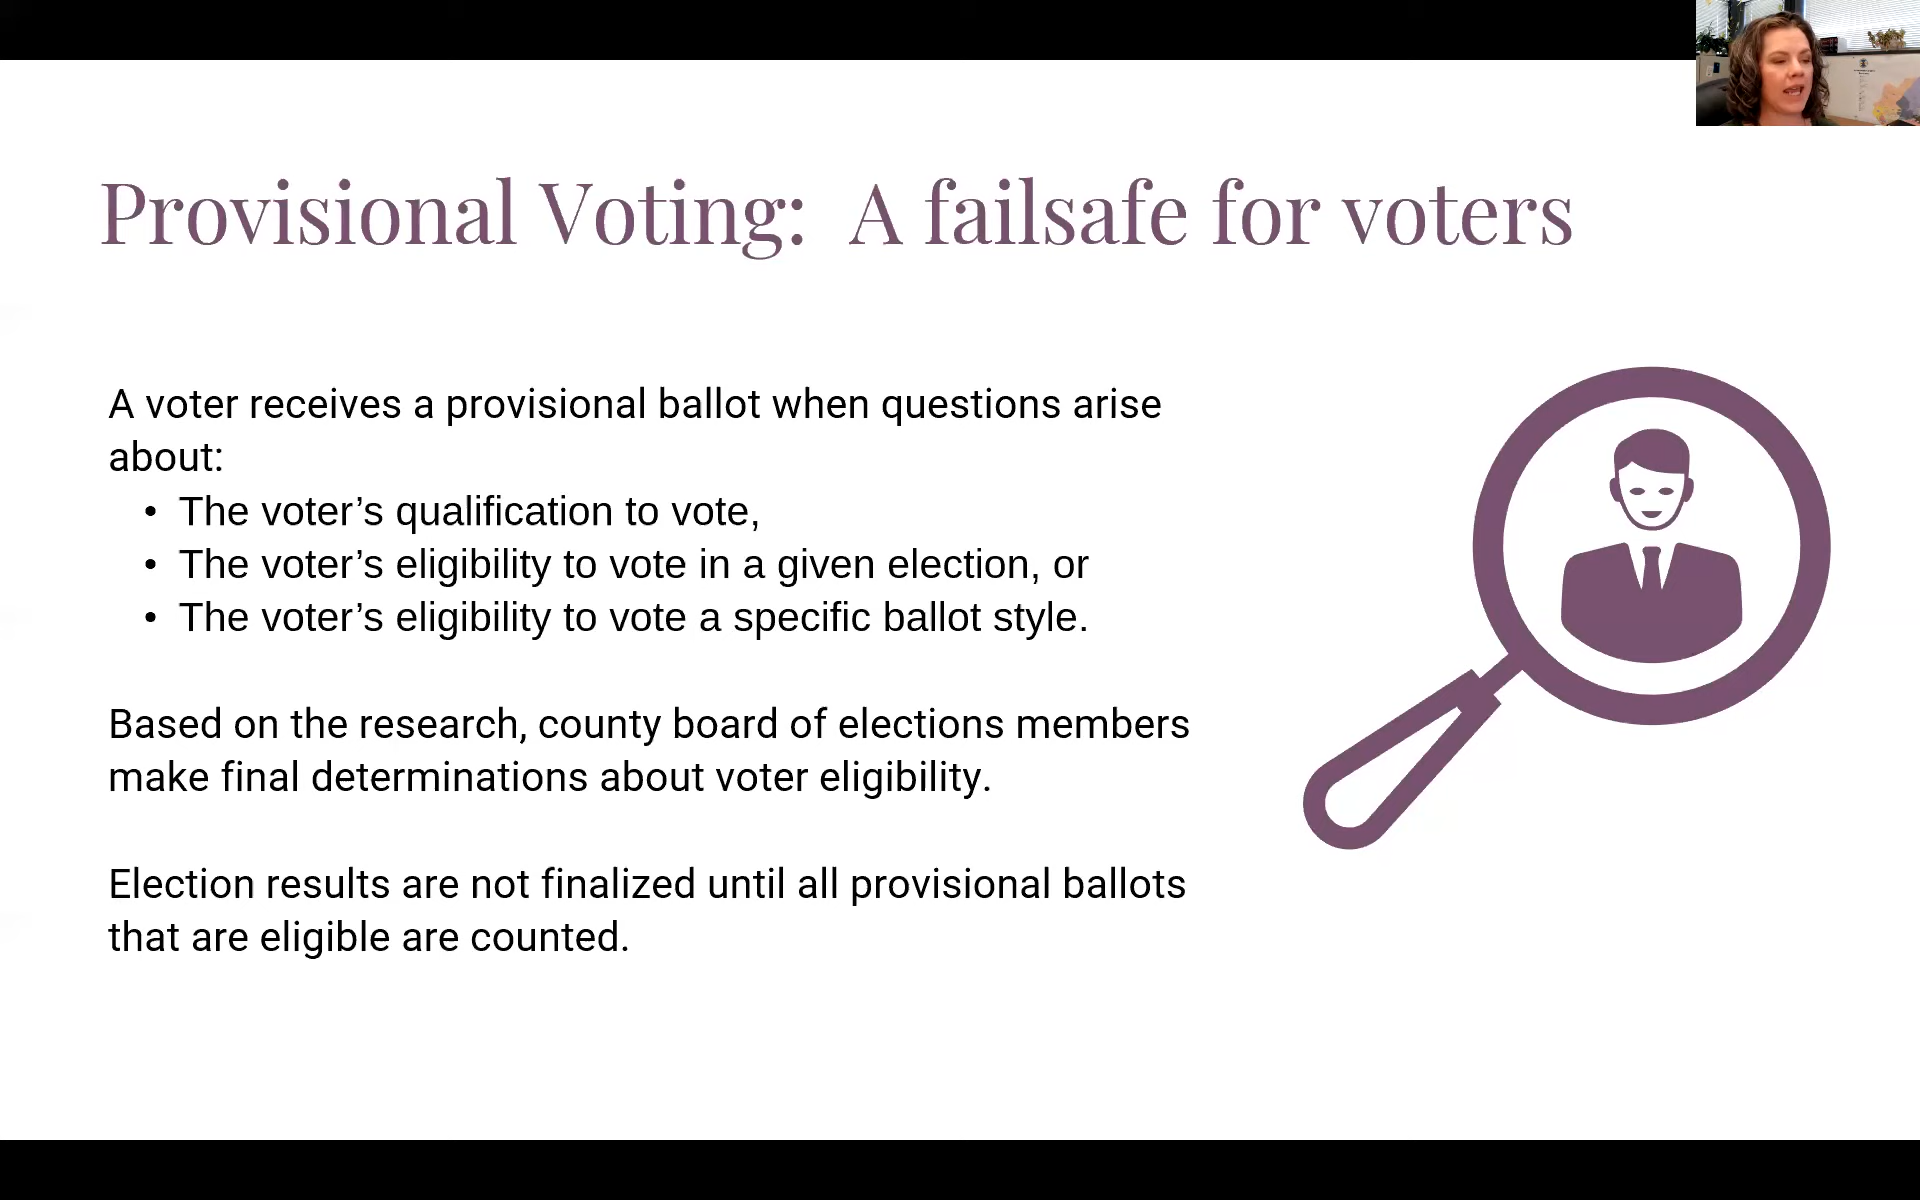 Provisional Voting: A failsafe for voters
A voter receives a provisional ballot when questions arise
about:
• The voter’s qualification to vote,
• The voter’s eligibility to vote in a given election, or
• The voter’s eligibility to vote a specific ballot style.
Based on the research, county board of elections members
make final determinations about voter eligibility.
Election results are not finalized until all provisional ballots
that are eligible are counted.